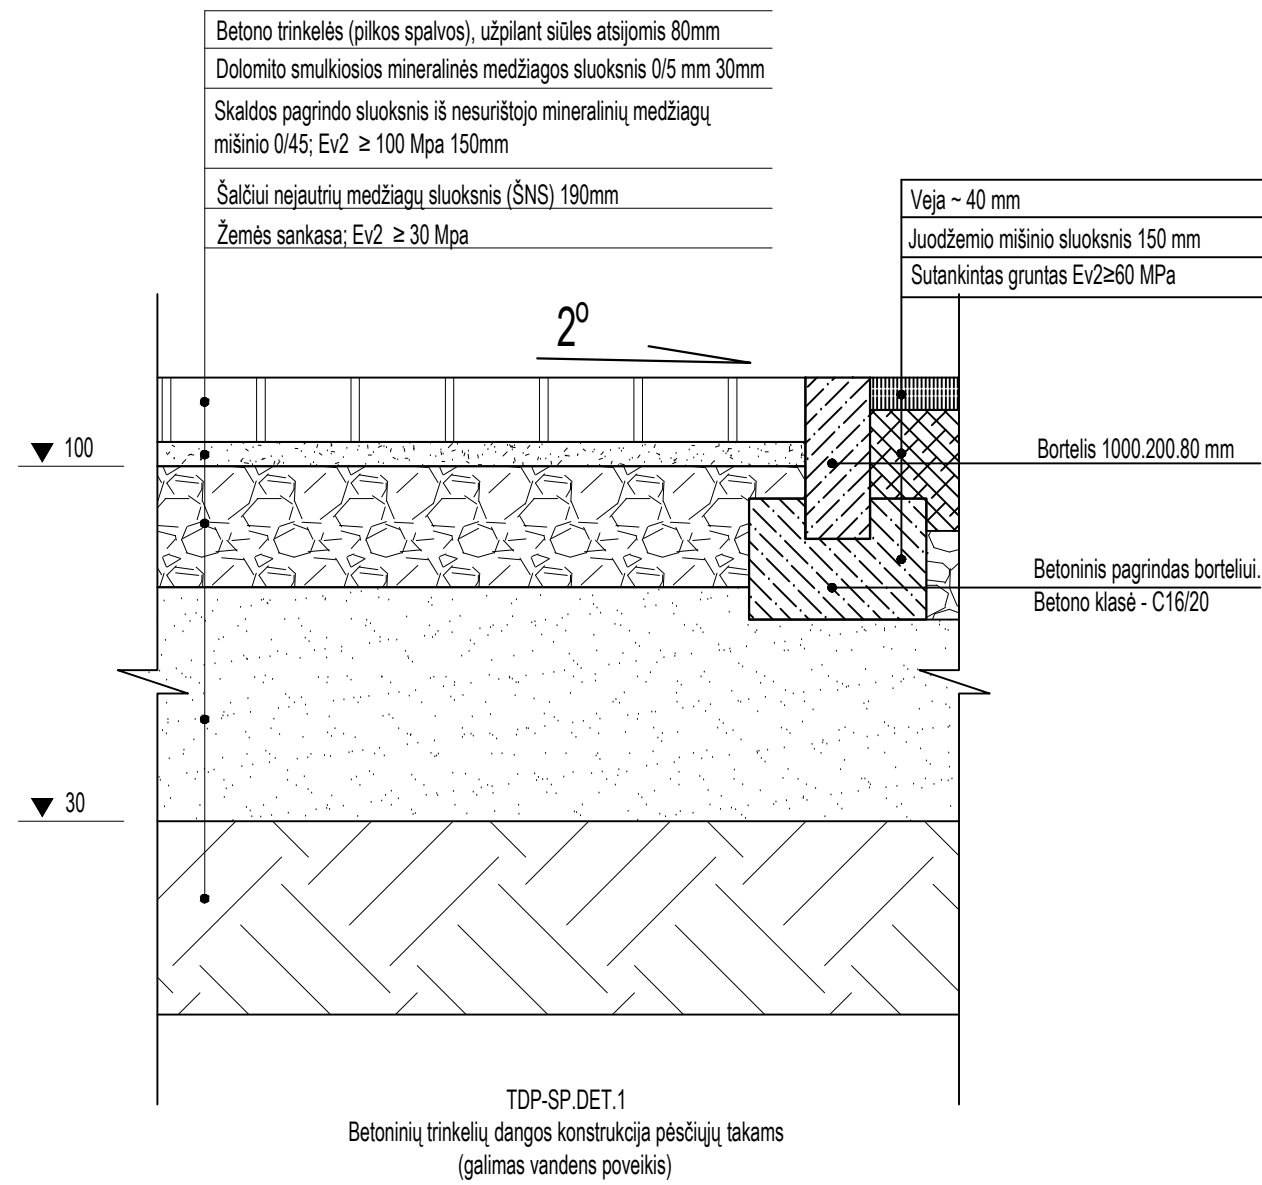 Betono trinkelės (pilkos spalvos), užpilant siūles atsijomis 80mm
Dolomito smulkiosios mineralinės medžiagos sluoksnis 0/5 mm 30mm
Skaldos pagrindo sluoksnis iš nesurištojo mineralinių medžiagų
mišinio 0/45; Ev2 ≥ 100 Mpa 150mm
Šalčiui nejautrių medžiagų sluoksnis (ŠNS) 190mm
Žemės sankasa; Ev2 ≥ 30 Mpa
Veja ~ 40 mm
Juodžemio mišinio sluoksnis 150 mm
Sutankintas gruntas Ev2≥60 MPa
2⁰
100
Bortelis 1000.200.80 mm
Betoninis pagrindas borteliui.
Betono klasė - C16/20
30
TDP-SP.DET.1
Betoninių trinkelių dangos konstrukcija pėsčiųjų takams
(galimas vandens poveikis)